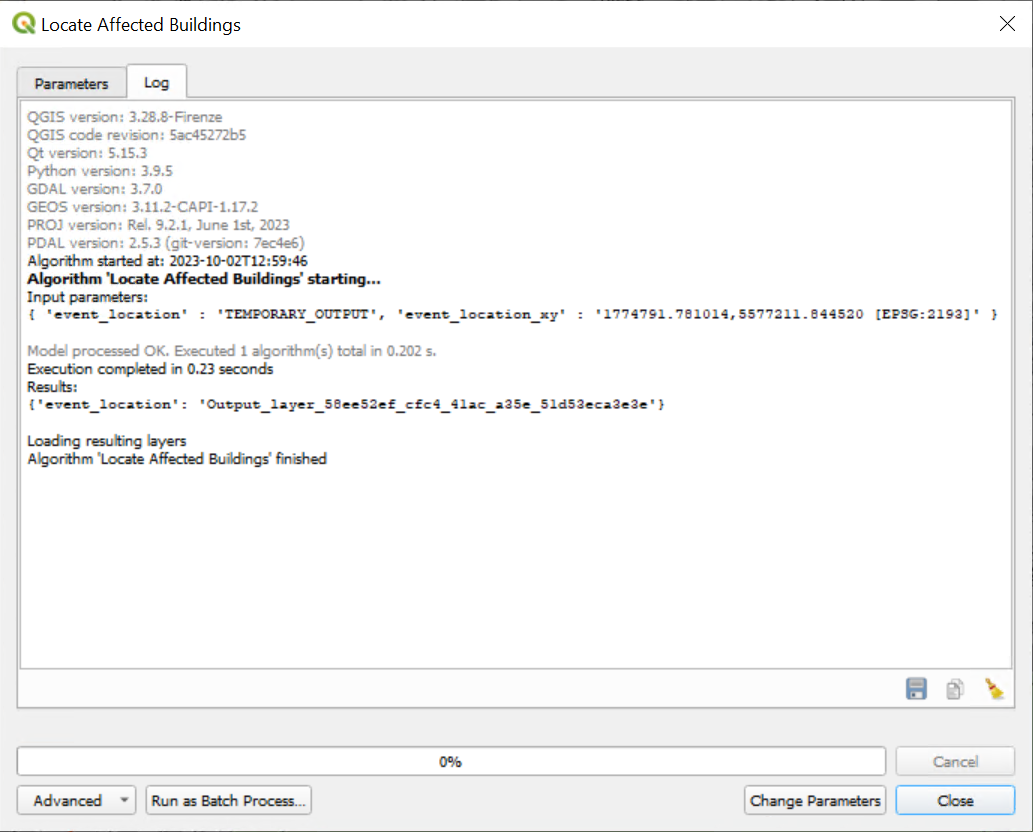 Locate Affected Buildings
Parameters
Log
QGIS version: 3.28.8-Firenze
QGIS code revision: 5ac45272b5
Qt version: 5.15.3
Python version: 3.9.5
GDAL version: 3.7.0
GEOS version: 3.11.2-CAPI-1.17.2
PROJ version: Rel. 9.2.1, June 1st, 2023
PDAL version: 2.5.3 (git-version: 7ec4e6)
Algorithm started at: 2023-10-02T12:59:46
Algorithm 'Locate Affected Buildings' starting...
Input parameters:
{ 'event_location' : 'TEMPORARY_OUTPUT', 'event_location_xy' : '1774791.781014,5577211.844520 [EPSG:2193]' }
Model processed OK. Executed 1 algorithm(s) total in 0.202 s.
Execution completed in 0.23 seconds
Results:
{'event_location': 'Output_layer_58ee52ef_cfc4_41ac_a35e_51d53eca3e3e'}
Loading resulting layers
Algorithm 'Locate Affected Buildings' finished
0%
Cancel
Advanced
Run as Batch Process...
Change Parameters
Close